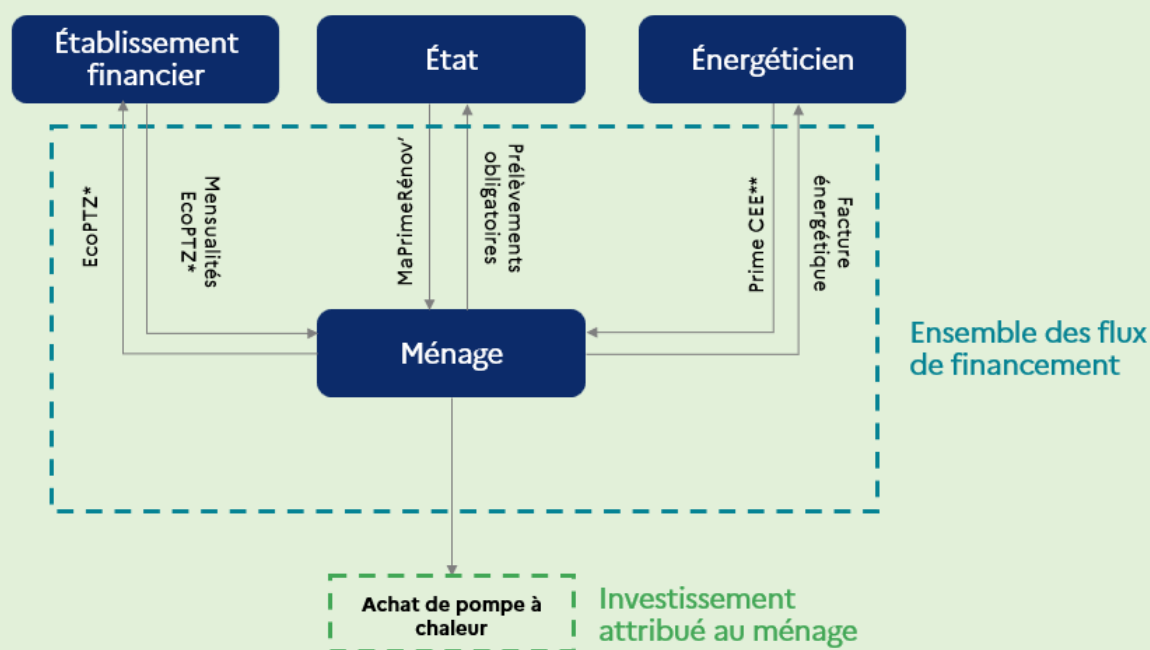 Établissement
financier
État
Énergéticien
EcoPTZ*
Mensualités
EcoPTZ*
MaPrimeRénov’
Prélèvements
obligatoires
Prime CEE**
Facture
énergétique
Ménage
Ensemble des flux
de financement
Achat de pompe à
chaleur
Investissement
attribué au ménage